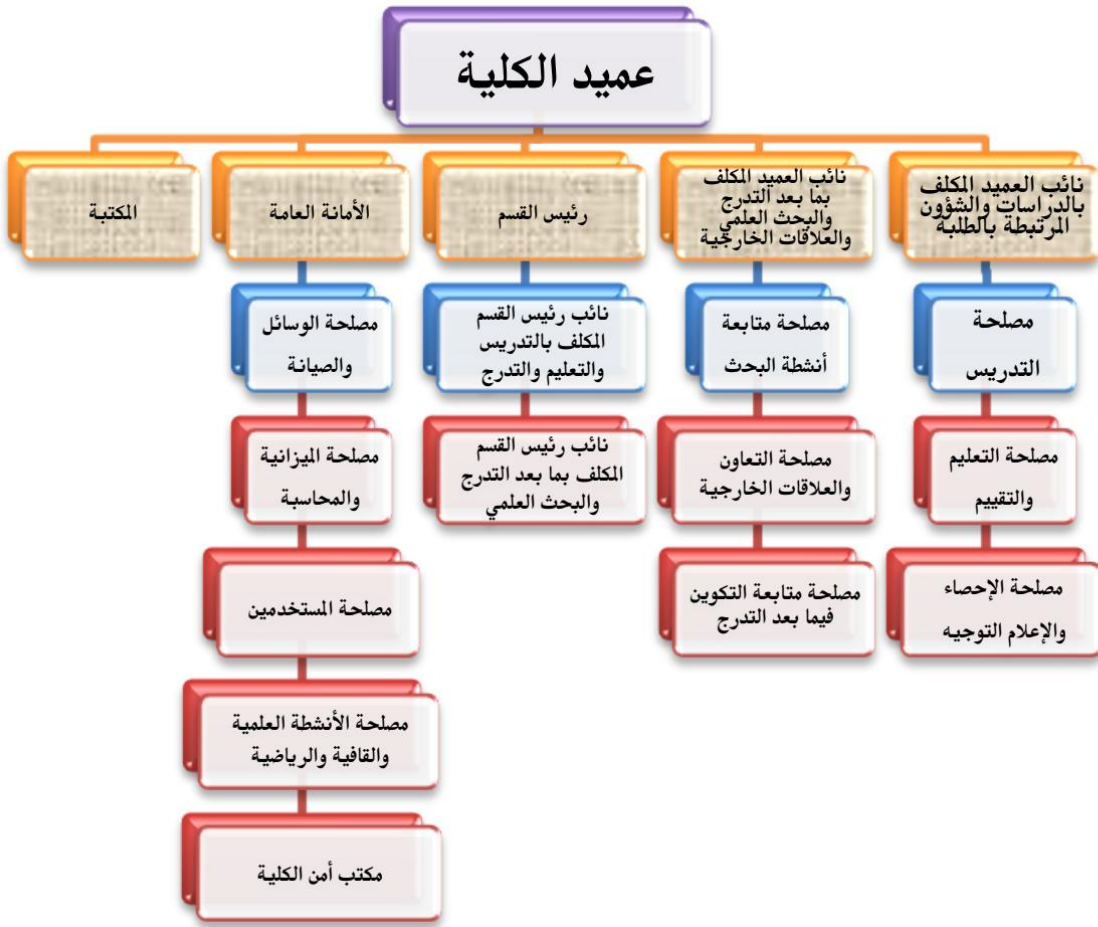 عميد الكلية
نائب العميد المكلف
بالدراسات والشؤون
المرتبطة بالطلبة
نائب العميد المكلف
بما بعد التدرج
والبحث العلمي
والعلاقات الخارجية
رئيس القسم
الأمانة العامة
المكتبة
مصلحة
التدريس
مصلحة متابعة
أنشطة البحث
نائب رئيس القسم
المكلف بالتدريس
والتعليم والتدرج
مصلحة الوسائل
والصيانة
مصلحة التعليم
والتقييم
مصلحة التعاون
والعلاقات الخارجية
نائب رئيس القسم
المكلف بما بعد التدرج
والبحث العلمي
مصلحة الميزانية
والمحاسبة
مصلحة الإحصاء
والإعلام التوجيه
مصلحة متابعة التكوين
فيما بعد التدرج
مصلحة المستخدمين
مصلحة الأنشطة العلمية
والقافية والرياضية
مكتب أمن الكلية